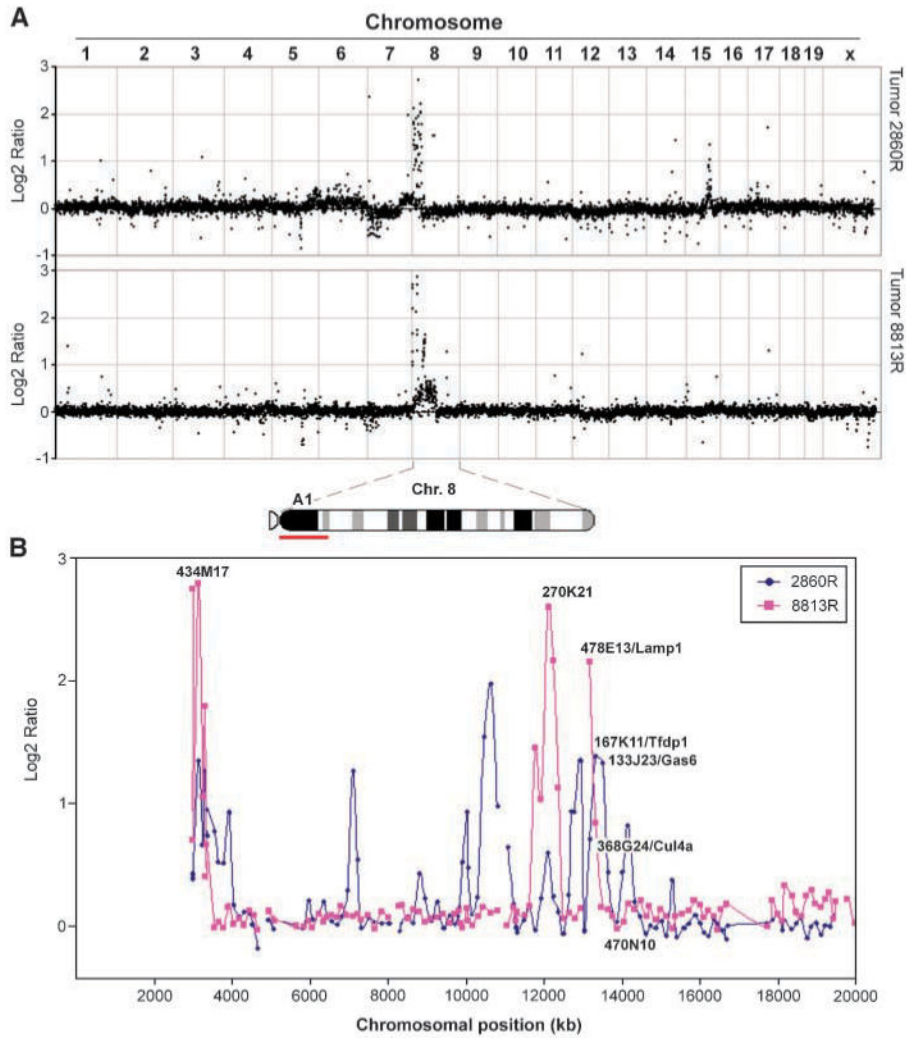 A
Chromosome
1 2 3 4 5 6 7 8 9 10 11 12 13 14 15 16 17 18 19 x
3
2
1
0
-1
Log2 Ratio
Tumor 2860R
3
2
1
0
-1
Log2 Ratio
Tumor 8813R
A1
Chr. 8
B
3
2
1
0
Log2 Ratio
434M17
270K21
478E13/Lamp1
167K11/Tfdp1
133J23/Gas6
368G24/Cul4a
470N10
2860R
8813R
2000 4000 6000 8000 10000 12000 14000 16000 18000 20000
Chromosomal position (kb)